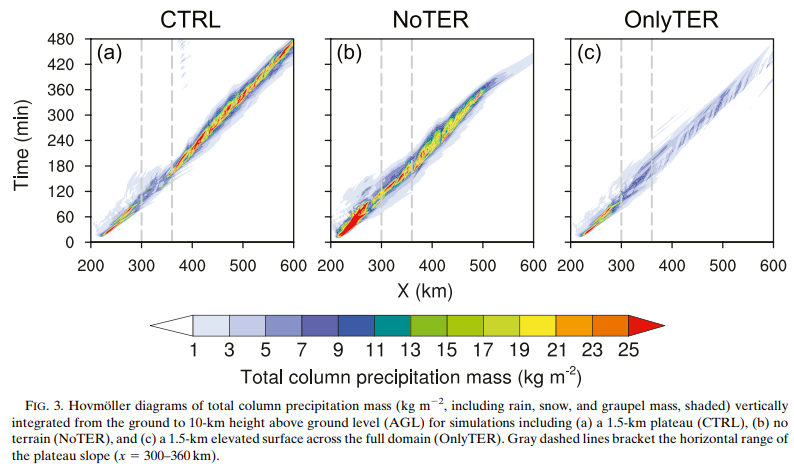 CTRL NoTER OnlyTER
(a) (b) (c)
480
420
360
300
240
180
120
60
0
Time (min)
200 300 400 500 600 200 300 400 500 600 200 300 400 500 600
X (km)
1 3 5 7 9 11 13 15 17 19 21 23 25
Total column precipitation mass (kg m⁻²)
FIG. 3. Hovmöller diagrams of total column precipitation mass (kg m⁻², including rain, snow, and graupel mass, shaded) vertically
integrated from the ground to 10-km height above ground level (AGL) for simulations including (a) a 1.5-km plateau (CTRL), (b) no
terrain (NoTER), and (c) a 1.5-km elevated surface across the full domain (OnlyTER). Gray dashed lines bracket the horizontal range of
the plateau slope (x = 300–360 km).